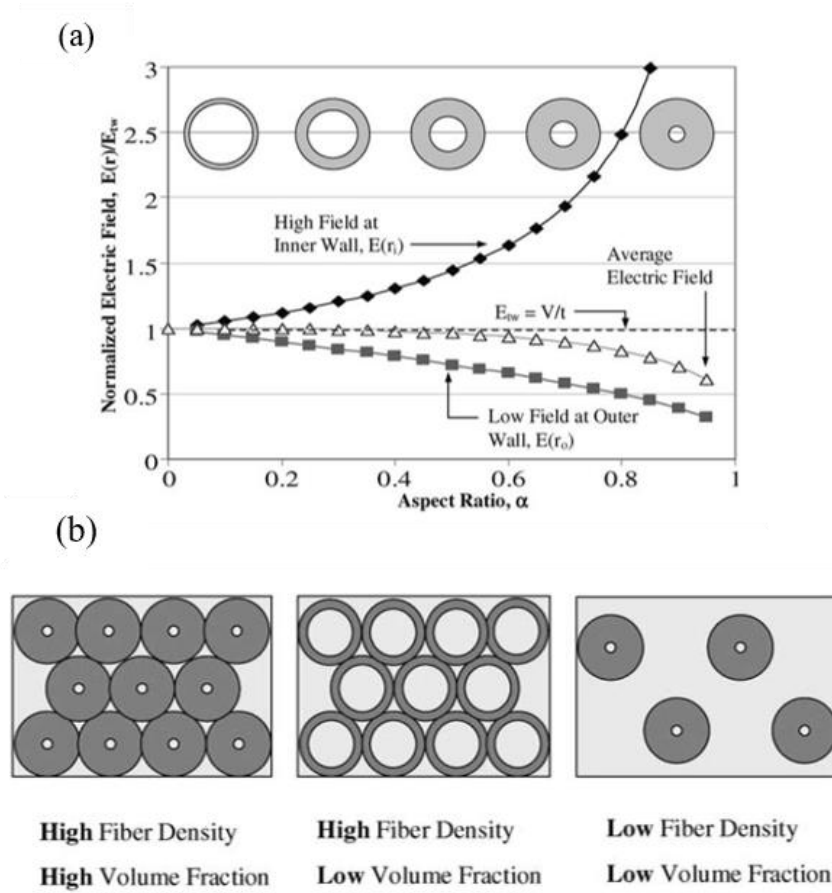 (a)
Normalized Electric Field, E(r)/Eₜw
3
2.5
2
1.5
1
0.5
0
High Field at
Inner Wall, E(rᵢ)
Average
Electric Field
Eₜw = V/t
Low Field at Outer
Wall, E(rₒ)
0 0.2 0.4 0.6 0.8 1
Aspect Ratio, α
(b)
High Fiber Density
High Volume Fraction
High Fiber Density
Low Volume Fraction
Low Fiber Density
Low Volume Fraction